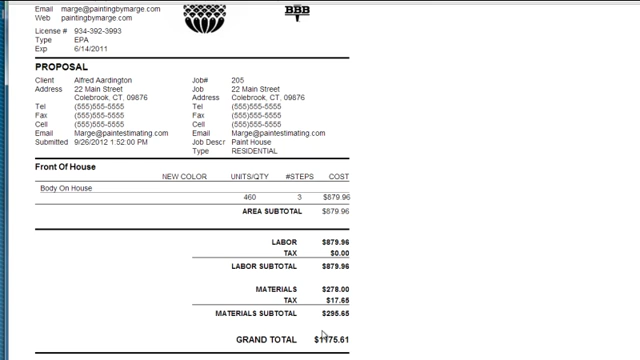 Email marge@paintingbymarge.com
Web paintingbymarge.com
License # 934-392-3993
Type EPA
Exp 6/14/2011
BBB
PROPOSAL
Client Alfred Aardington Job# 205
Address 22 Main Street Job 22 Main Street
Colebrook, CT, 09876 Address Colebrook, CT, 09876
Tel (555)555-5555 Tel (555)555-5555
Fax (555)555-5555 Fax (555)555-5555
Cell (555)555-5555 Cell (555)555-5555
Email Marge@paintestimating.com Email Marge@paintestimating.com
Submitted 9/26/2012 1:52:00 PM Job Descr Paint House
Type RESIDENTIAL
Front Of House
NEW COLOR UNITS/QTY #STEPS COST
Body On House
460 3 $879.96
AREA SUBTOTAL $879.96
LABOR $879.96
TAX $0.00
LABOR SUBTOTAL $879.96
MATERIALS $278.00
TAX $17.65
MATERIALS SUBTOTAL $295.65
GRAND TOTAL $1175.61